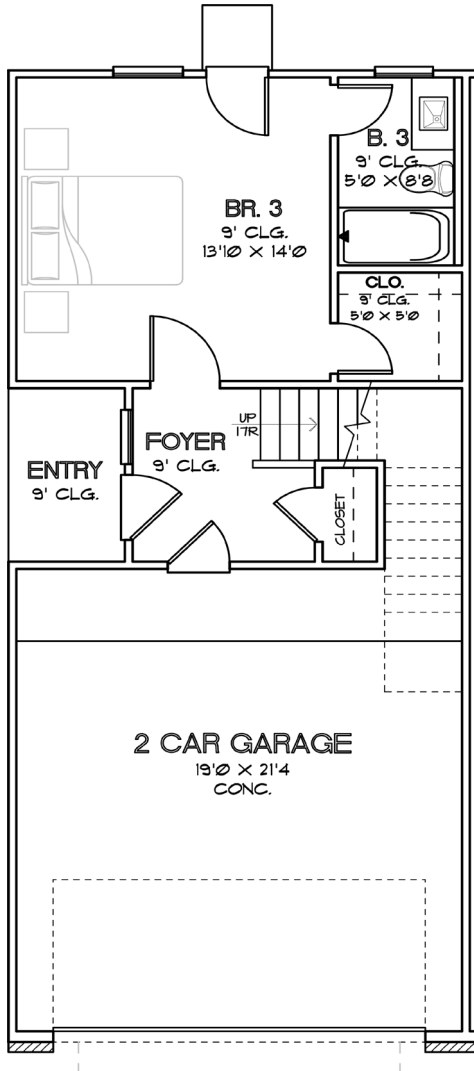 B. 3
9' CLG.
5'0 X 8'8
BR. 3
9' CLG.
13'10 X 14'0
CLO.
9' CLG.
5'0 X 5'0
UP
17R
FOYER
9' CLG.
ENTRY
9' CLG.
CLOSET
2 CAR GARAGE
19'0 X 21'4
CONC.